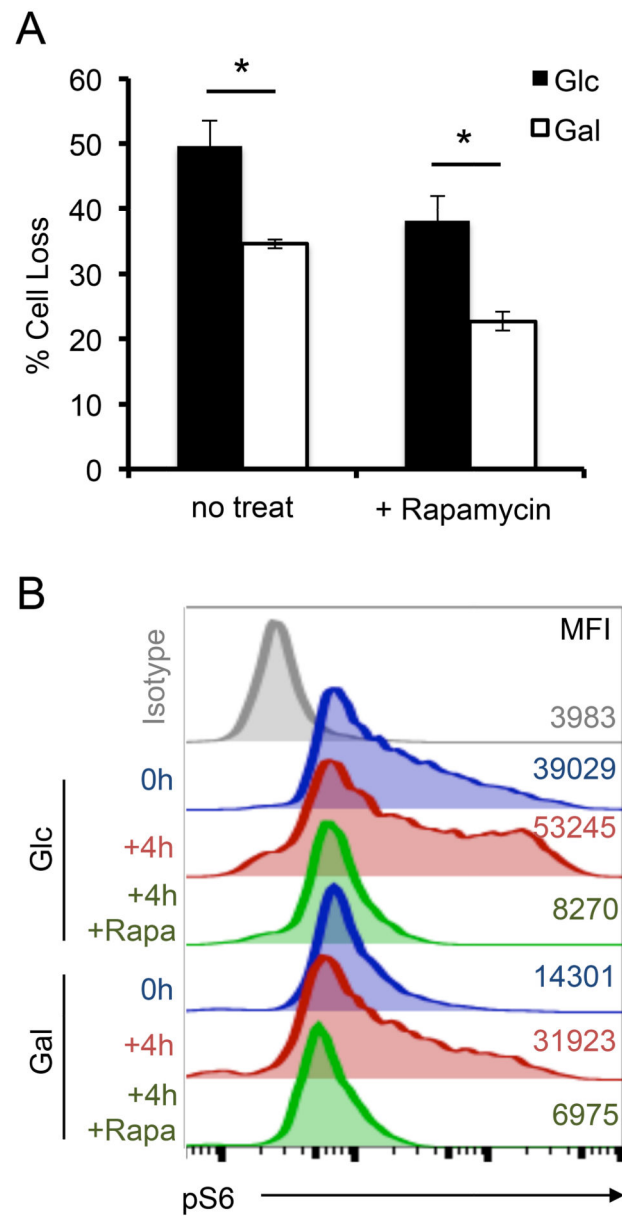 A
60
50
40
30
20
10
0
% Cell Loss
*
*
Glc
Gal
no treat
+ Rapamycin
B
MFI
Isotype
3983
Glc
0h
39029
+4h
53245
+4h
+Rapa
8270
Gal
0h
14301
+4h
31923
+4h
+Rapa
6975
pS6